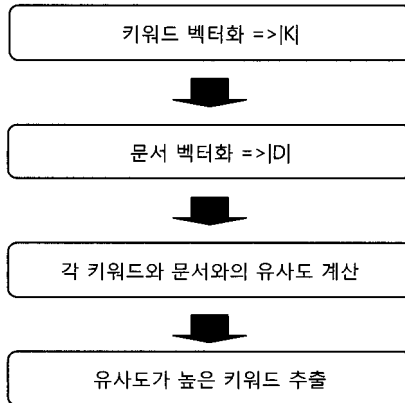 키워드 벡터화 =>|K|
문서 벡터화 =>|D|
각 키워드와 문서와의 유사도 계산
유사도가 높은 키워드 추출